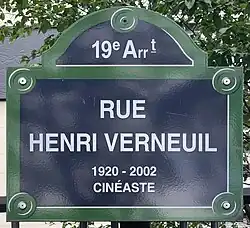 19e Arrt
RUE
HENRI VERNEUIL
1920 - 2002
CINÉASTE